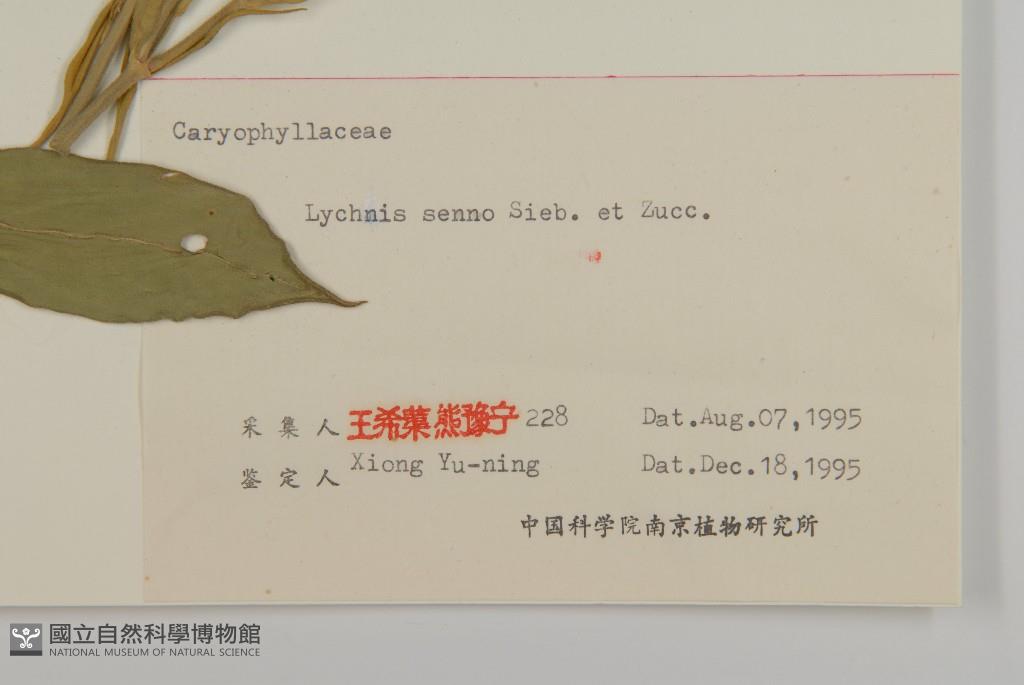 Caryophyllaceae
Lychnis senno Sieb. et Zucc.
采集人 王希蕖 熊豫宁 228 Dat.Aug.07,1995
鉴定人 Xiong Yu-ning Dat.Dec.18,1995
中国科学院南京植物研究所
國立自然科學博物館
NATIONAL MUSEUM OF NATURAL SCIENCE